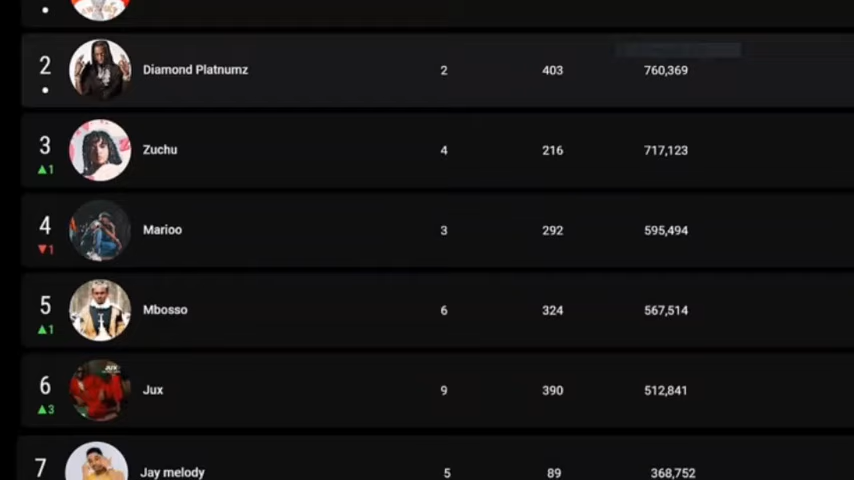 2 Diamond Platnumz 2 403 760,369
3 Zuchu 4 216 717,123
▲1
4 Marioo 3 292 595,494
▼1
5 Mbosso 6 324 567,514
▲1
6 Jux 9 390 512,841
▲3
7 Jay melody 5 89 368,752